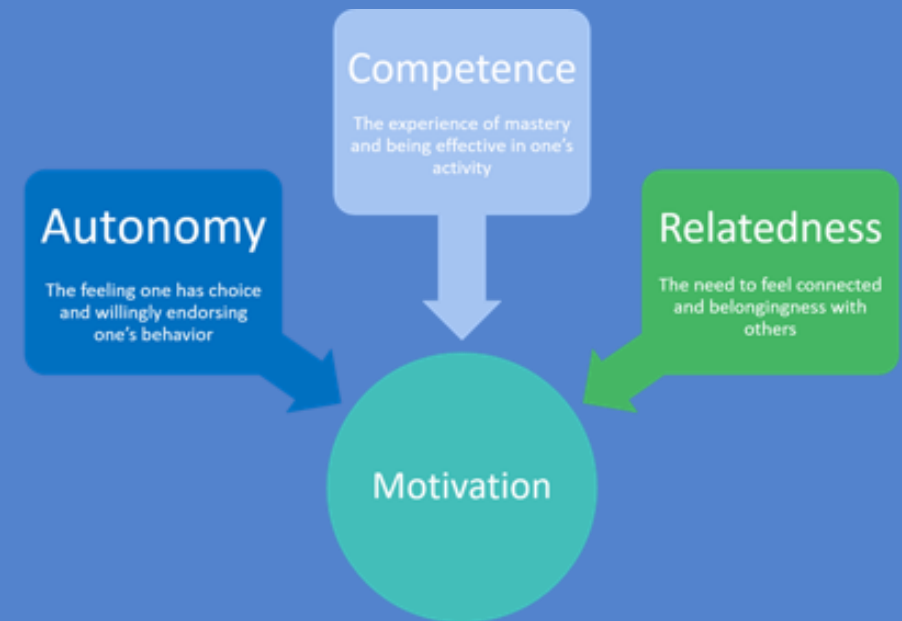 Competence
The experience of mastery
and being effective in one's
activity
Autonomy
The feeling one has choice
and willingly endorsing
one's behavior
Relatedness
The need to feel connected
and belongingness with
others
Motivation